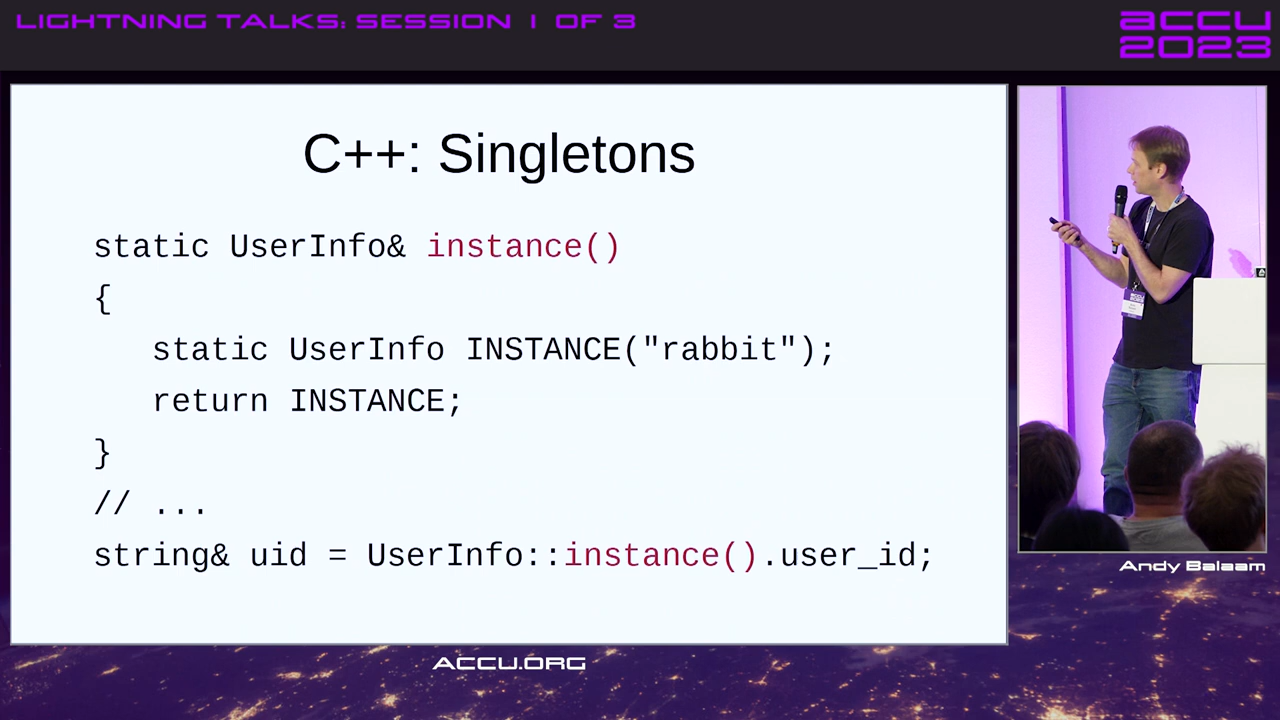 LIGHTNING TALKS: SESSION 1 OF 3
accu
2023
C++: Singletons
static UserInfo& instance()
{
static UserInfo INSTANCE("rabbit");
return INSTANCE;
}
// ...
string& uid = UserInfo::instance().user_id;
Andy Balaam
ACCU.ORG